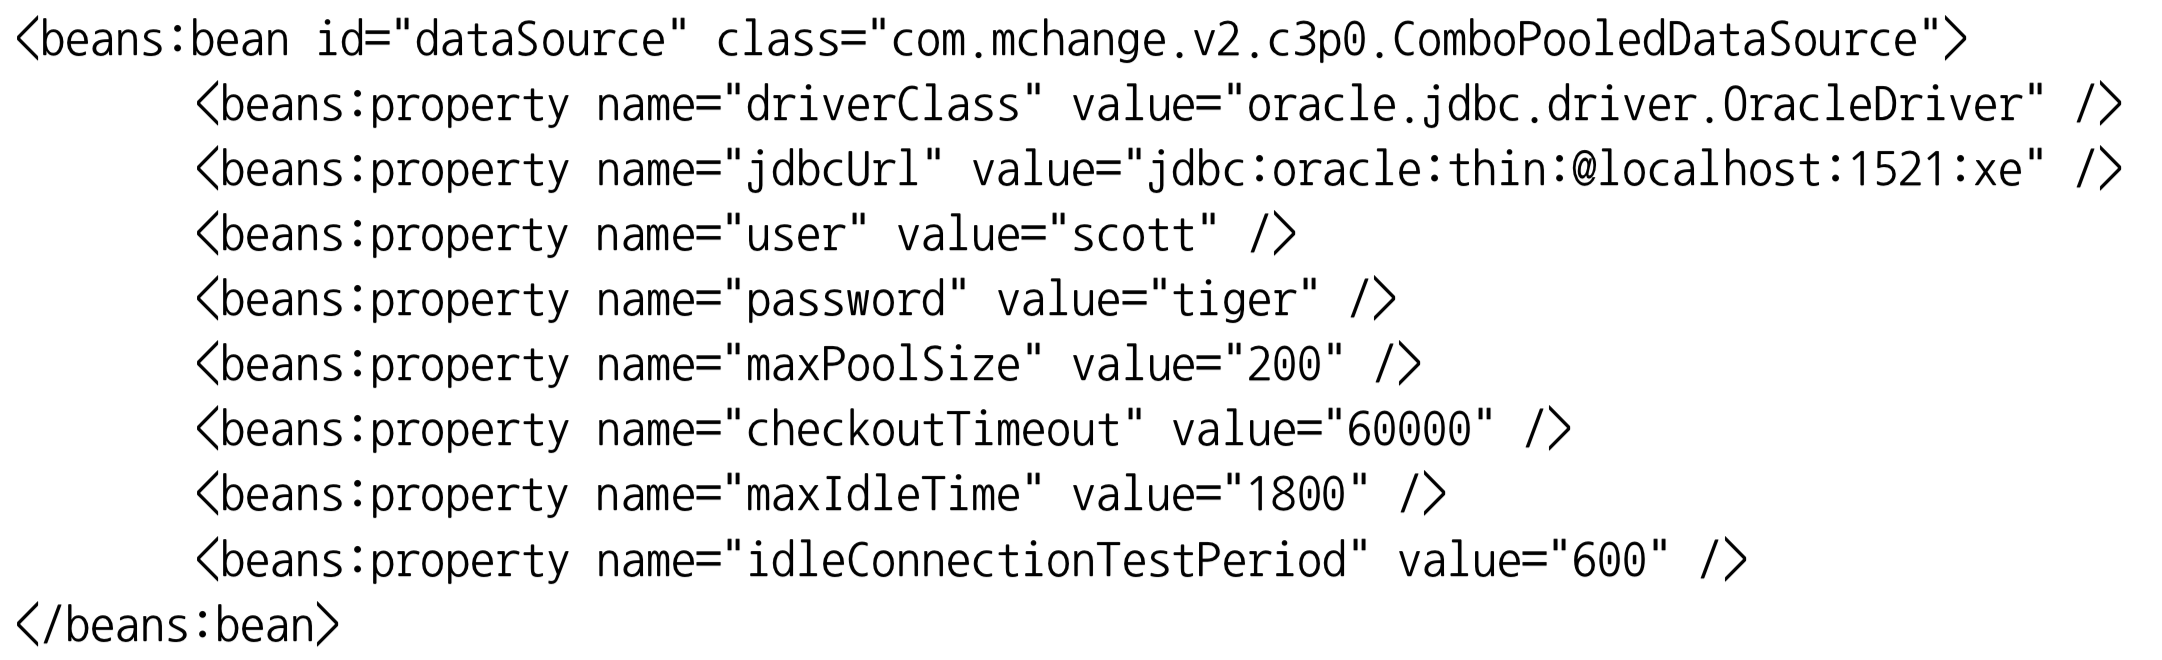 <beans:bean id="dataSource" class="com.mchange.v2.c3p0.ComboPooledDataSource">
<beans:property name="driverClass" value="oracle.jdbc.driver.OracleDriver" />
<beans:property name="jdbcUrl" value="jdbc:oracle:thin:@localhost:1521:xe" />
<beans:property name="user" value="scott" />
<beans:property name="password" value="tiger" />
<beans:property name="maxPoolSize" value="200" />
<beans:property name="checkoutTimeout" value="60000" />
<beans:property name="maxIdleTime" value="1800" />
<beans:property name="idleConnectionTestPeriod" value="600" />
</beans:bean>